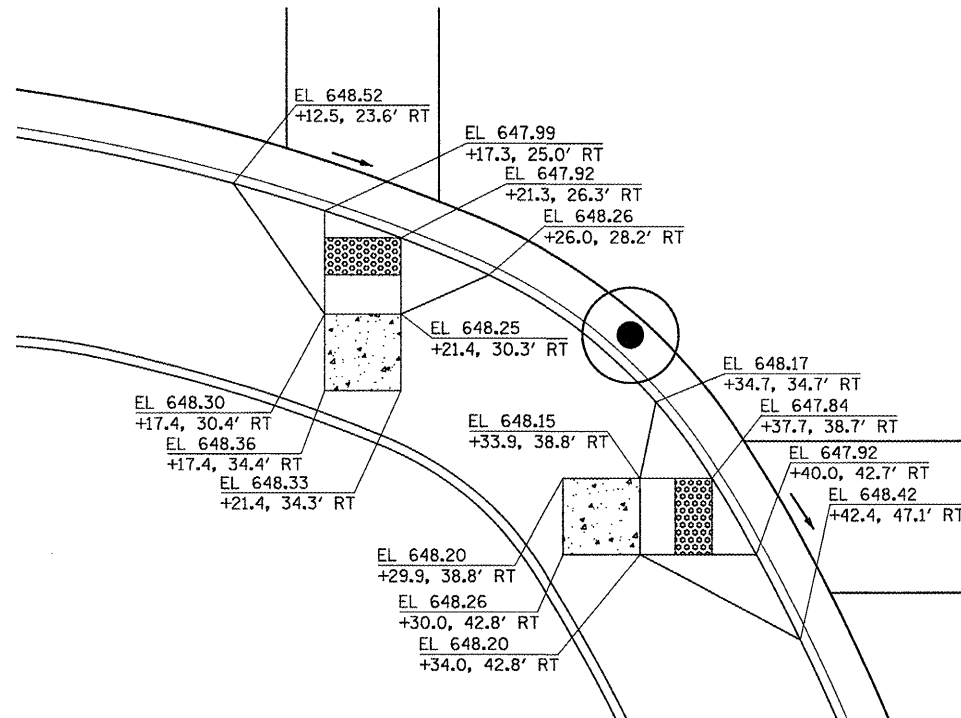 EL 648.52
+12.5, 23.6' RT
EL 647.99
+17.3, 25.0' RT
EL 647.92
+21.3, 26.3' RT
EL 648.26
+26.0, 28.2' RT
EL 648.25
+21.4, 30.3' RT
EL 648.30
+17.4, 30.4' RT
EL 648.36
+17.4, 34.4' RT
EL 648.33
+21.4, 34.3' RT
EL 648.17
+34.7, 34.7' RT
EL 648.15
+33.9, 38.8' RT
EL 647.84
+37.7, 38.7' RT
EL 647.92
+40.0, 42.7' RT
EL 648.42
+42.4, 47.1' RT
EL 648.20
+29.9, 38.8' RT
EL 648.26
+30.0, 42.8' RT
EL 648.20
+34.0, 42.8' RT